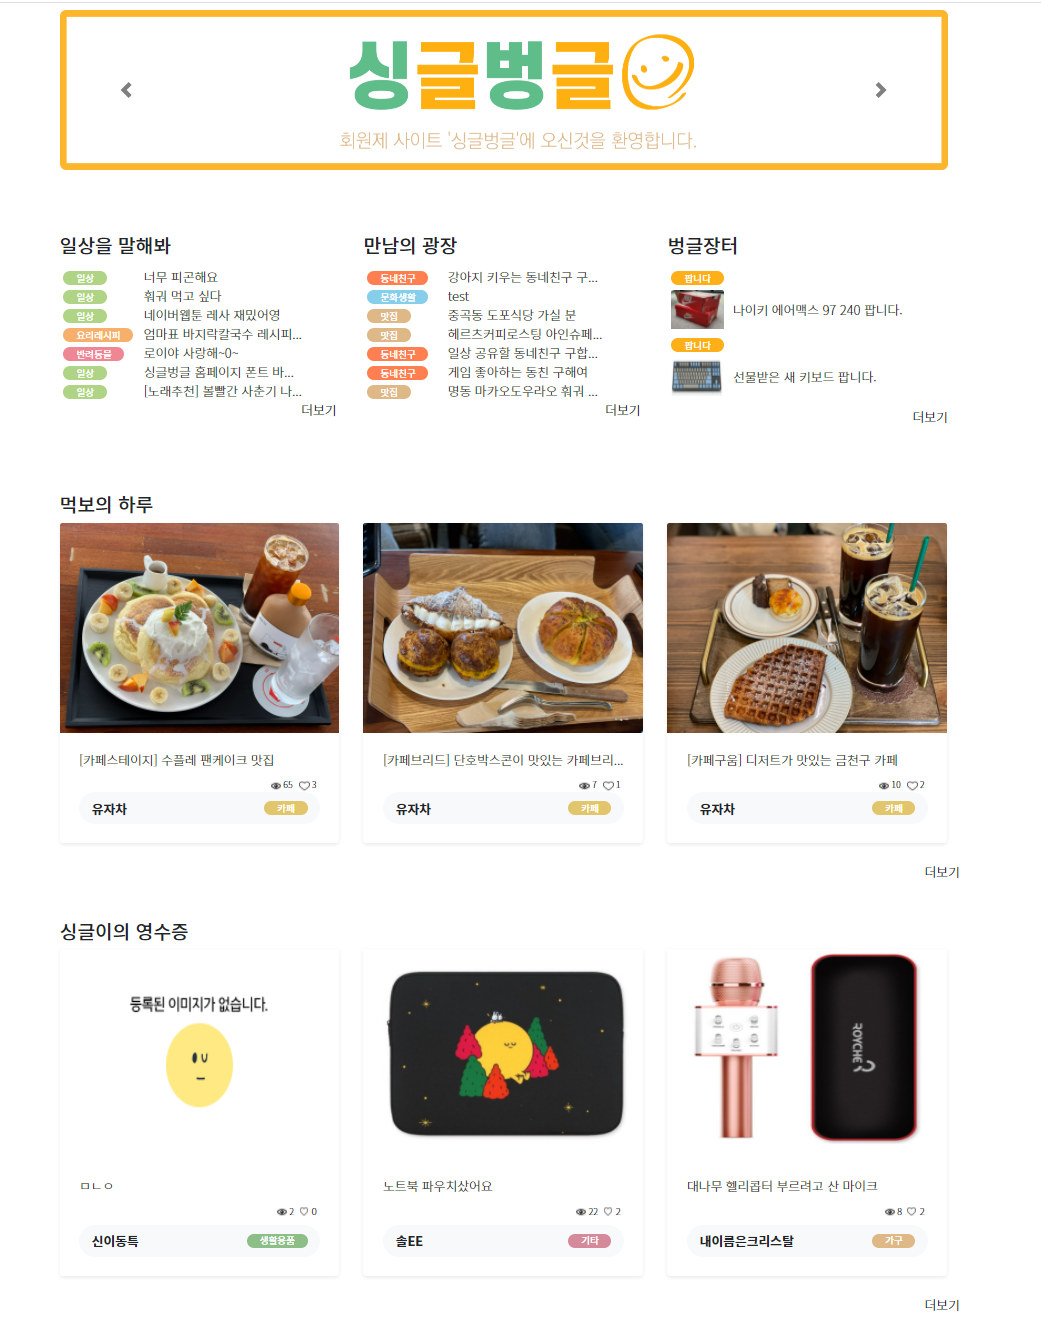 싱글벙글
회원제 사이트 '싱글벙글'에 오신것을 환영합니다.
일상을 말해봐
일상 너무 피곤해요
일상 훠궈 먹고 싶다
일상 네이버웹툰 레사 재밌어영
요리레시피 엄마표 바지락칼국수 레시피...
반려동물 로이야 사랑해~0~
일상 싱글벙글 홈페이지 폰트 바...
일상 [노래추천] 볼빨간 사춘기 나...
더보기
만남의 광장
동네친구 강아지 키우는 동네친구 구...
문화생활 test
맛집 중곡동 도포식당 가실 분
맛집 헤르츠커피로스팅 아인슈페...
동네친구 일상 공유할 동네친구 구합...
동네친구 게임 좋아하는 동친 구해여
맛집 명동 마카오도우라오 훠궈 ...
더보기
벙글장터
팝니다
나이키 에어맥스 97 240 팝니다.
팝니다
선물받은 새 키보드 팝니다.
더보기
먹보의 하루
[카페스테이지] 수플레 팬케이크 맛집
65 3
유자차 카페
[카페브리드] 단호박스콘이 맛있는 카페브리...
7 1
유자차 카페
[카페구움] 디저트가 맛있는 금천구 카페
10 2
유자차 카페
더보기
싱글이의 영수증
등록된 이미지가 없습니다.
ㅁㄴㅇ
2 0
신이동특 생활용품
노트북 파우치샀어요
22 2
솔EE 기타
ROYCHE
대나무 헬리콥터 부르려고 산 마이크
8 2
내이름은크리스탈 가구
더보기